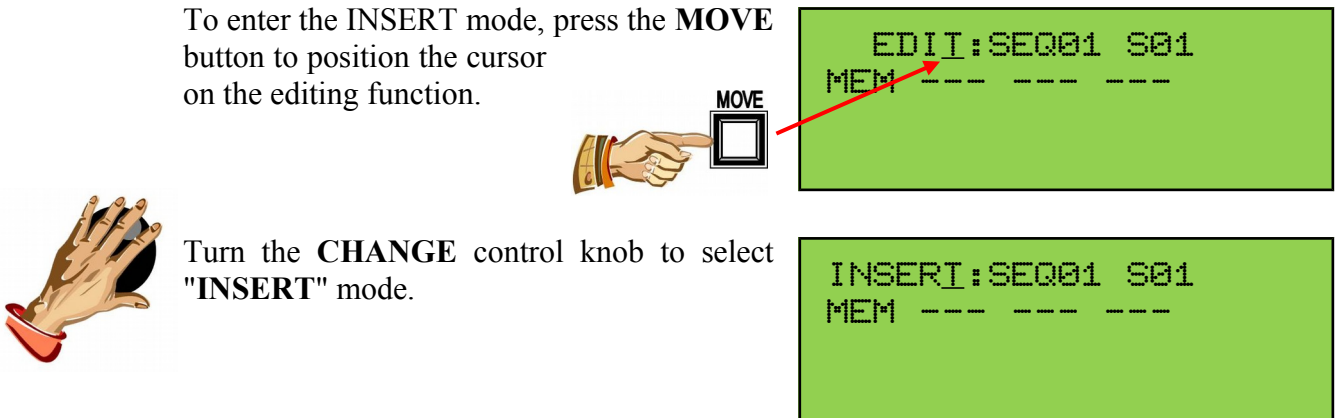 To enter the INSERT mode, press the MOVE
button to position the cursor
on the editing function.
MOVE
EDIT:SEQ01 S01
MEM --- --- ---
Turn the CHANGE control knob to select
"INSERT" mode.
INSERT:SEQ01 S01
MEM --- --- ---